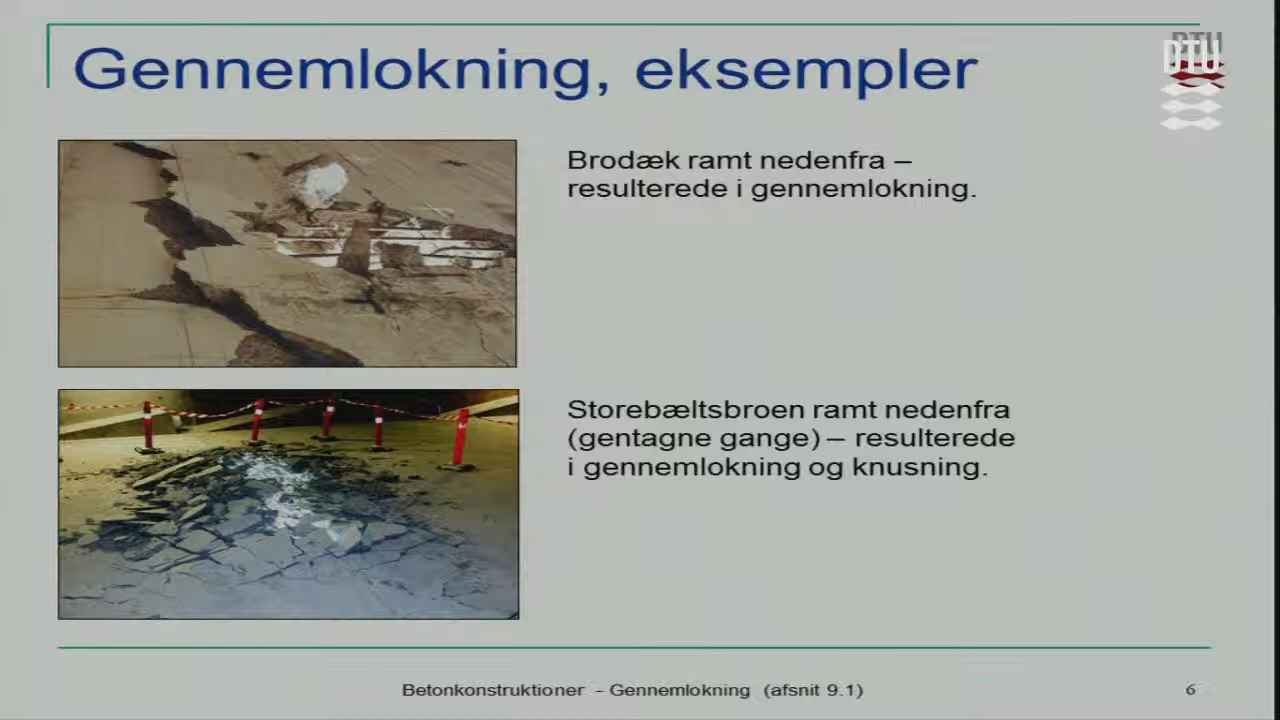 Gennemlokning, eksempler
DTU
Brodæk ramt nedenfra –
resulterede i gennemlokning.
Storebæltsbroen ramt nedenfra
(gentagne gange) – resulterede
i gennemlokning og knusning.
Betonkonstruktioner - Gennemlokning (afsnit 9.1)
6